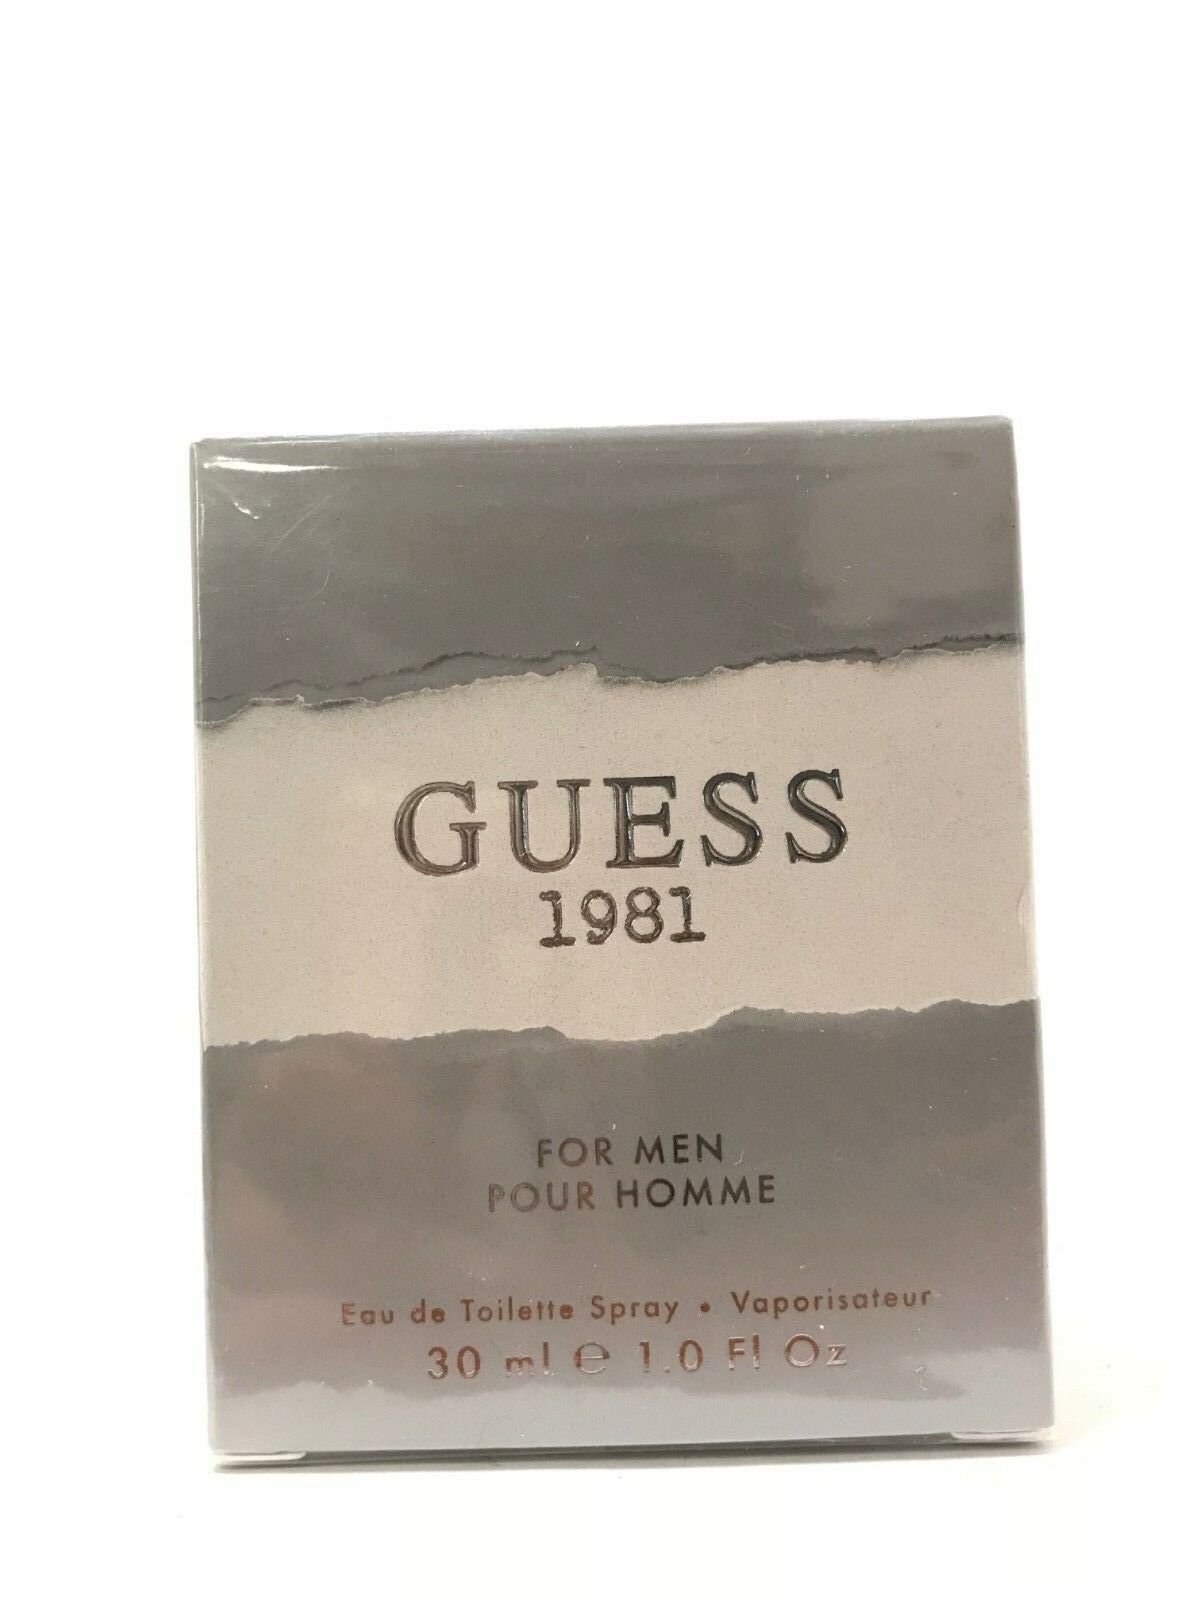 GUESS
1981
FOR MEN
POUR HOMME
Eau de Toilette Spray • Vaporisateur
30 ml ℮ 1.0 Fl Oz